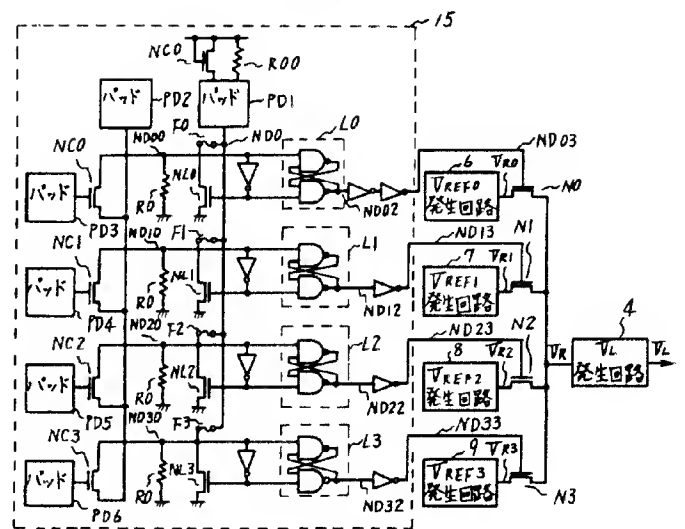 15
NC0
R00
パッド
PD2
パッド
PD1
F0
ND0
L0
ND03
NC0
ND00
NL0
R0
ND02
6
VREF0
発生回路
VR0
N0
パッド
PD3
ND10
F1
L1
ND13
N1
NC1
NL1
R0
ND12
7
VREF1
発生回路
VR1
パッド
PD4
ND20
F2
L2
ND23
N2
NC2
NL2
R0
ND22
8
VREF2
発生回路
VR2
VR
4
VL
発生回路
VL
パッド
PD5
ND30
F3
L3
ND33
NC3
NL3
R0
ND32
9
VREF3
発生回路
VR3
N3
パッド
PD6